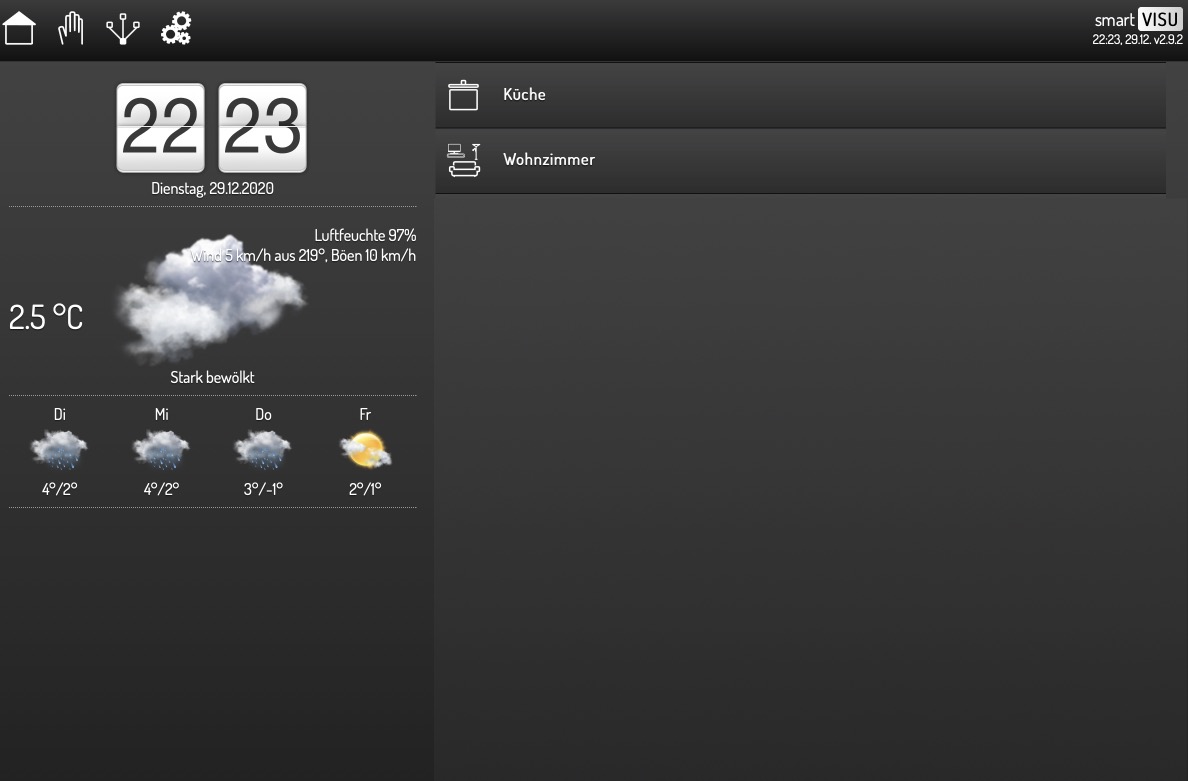 smart VISU
22:23, 29.12. v2.9.2
22 23
Dienstag, 29.12.2020
Luftfeuchte 97%
Wind 5 km/h aus 219°, Böen 10 km/h
2.5 °C
Stark bewölkt
Di Mi Do Fr
4°/2° 4°/2° 3°/-1° 2°/1°
Küche
Wohnzimmer